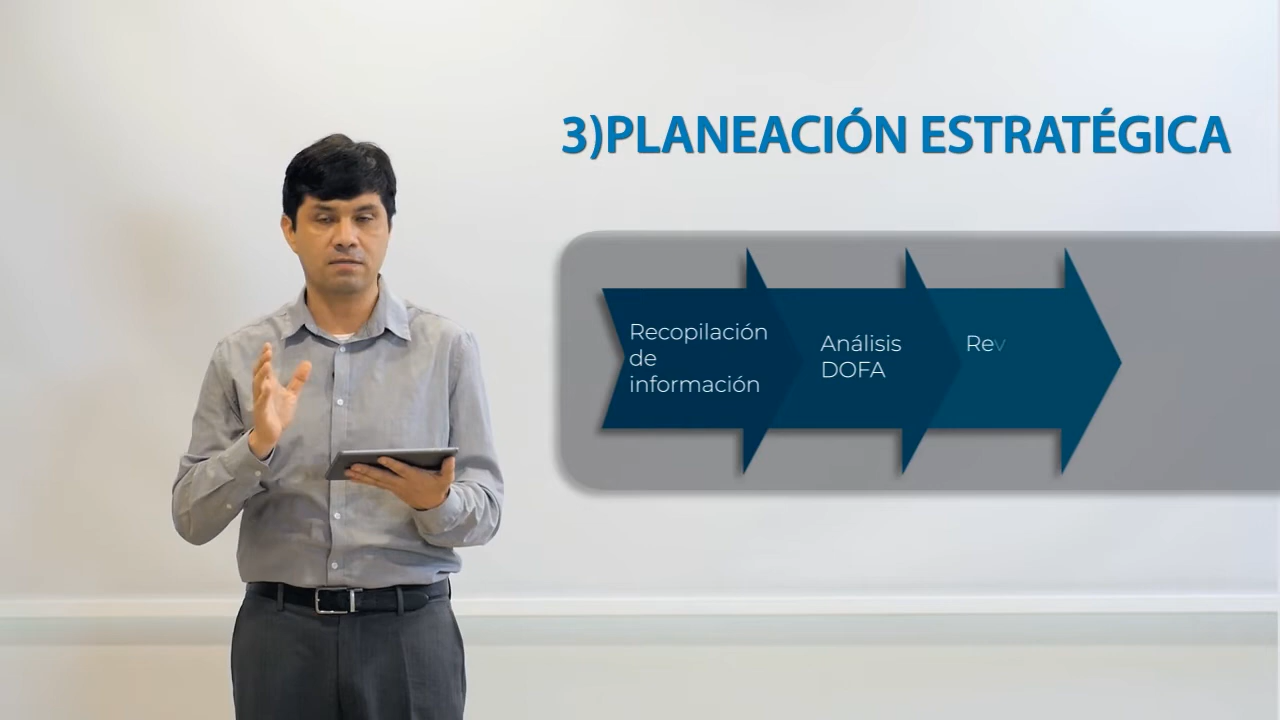 3)PLANEACIÓN ESTRATÉGICA
Recopilación
de
información
Análisis
DOFA
Rev